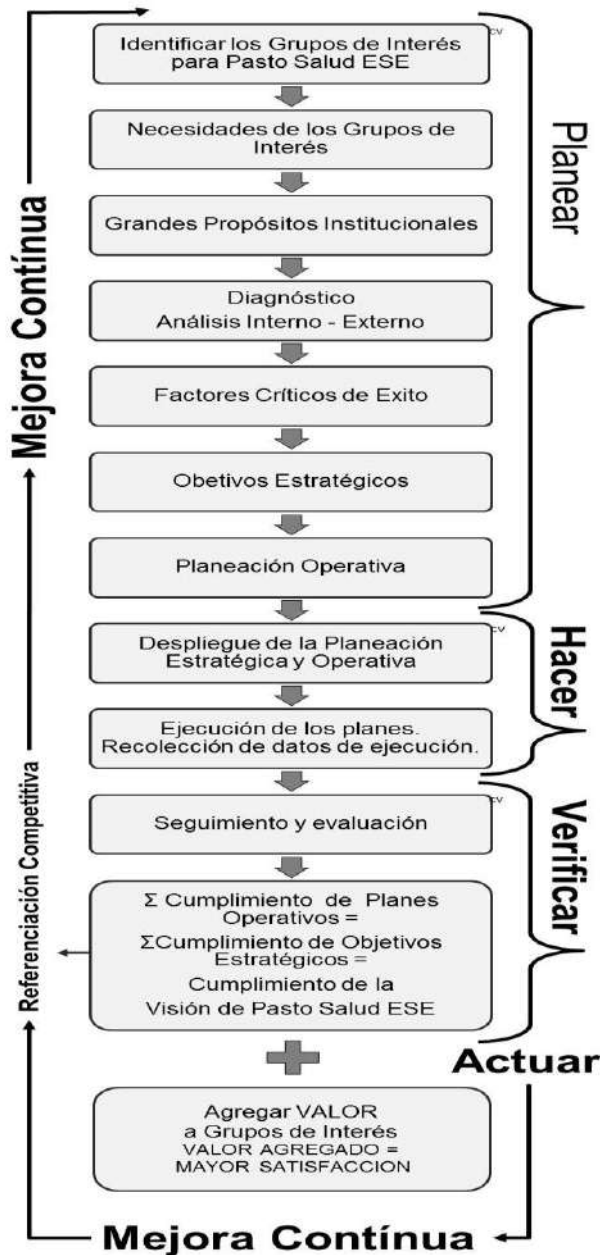 Identificar los Grupos de Interés
para Pasto Salud ESE
cv
Necesidades de los Grupos de
Interés
Grandes Propósitos Institucionales
Diagnóstico
Análisis Interno - Externo
Factores Críticos de Exito
Obetivos Estratégicos
Planeación Operativa
Planear
Despliegue de la Planeación
Estratégica y Operativa
cv
Ejecución de los planes.
Recolección de datos de ejecución.
Hacer
Seguimiento y evaluación
cv
Σ Cumplimiento de Planes
Operativos =
ΣCumplimiento de Objetivos
Estratégicos =
Cumplimiento de la
Visión de Pasto Salud ESE
Verificar
Actuar
Agregar VALOR
a Grupos de Interés
VALOR AGREGADO =
MAYOR SATISFACCION
Mejora Contínua
Referenciación Competitiva
Mejora Contínua